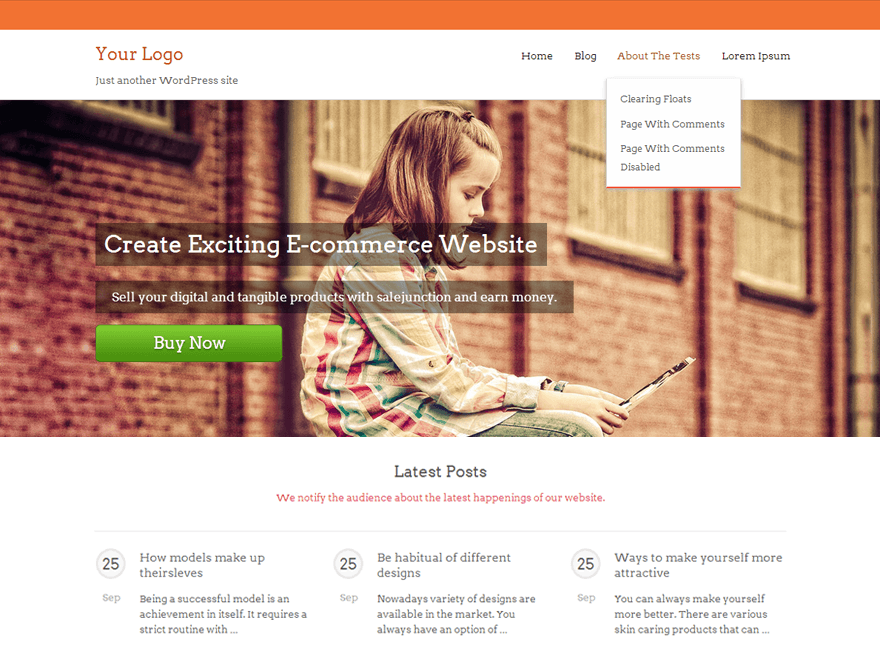 Your Logo
Just another WordPress site
Home Blog About The Tests Lorem Ipsum
Clearing Floats
Page With Comments
Page With Comments
Disabled
Create Exciting E-commerce Website
Sell your digital and tangible products with salejunction and earn money.
Buy Now
Latest Posts
We notify the audience about the latest happenings of our website.
25
Sep
How models make up
theirsleves
Being a successful model is an
achievement in itself. It requires a
strict routine with ...
25
Sep
Be habitual of different
designs
Nowadays variety of designs are
available in the market. You
always have an option of ...
25
Sep
Ways to make yourself more
attractive
You can always make yourself
more better. There are various
skin caring products that can ...